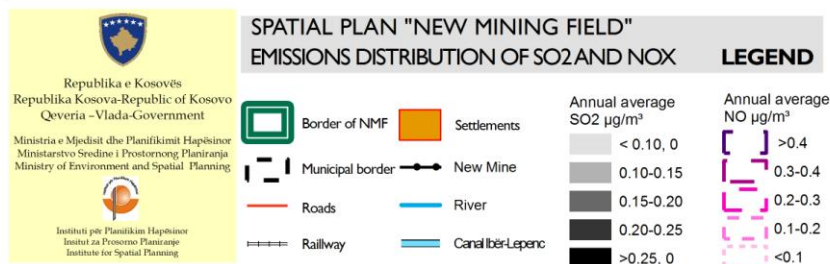 Republika e Kosovës
Republika Kosova-Republic of Kosovo
Qeveria –Vlada-Government
Ministria e Mjedisit dhe Planifikimit Hapësinor
Ministarstvo Sredine i Prostornong Planiranja
Ministry of Environment and Spatial Planning
Instituti për Planifikim Hapësinor
Insitut za Prosorno Planiranje
Institute for Spatial Planning
SPATIAL PLAN "NEW MINING FIELD"
EMISSIONS DISTRIBUTION OF SO2 AND NOX LEGEND
Border of NMF
Municipal border
Roads
Raillway
Settlements
New Mine
River
Canal Ibër-Lepenc
Annual average
SO2 µg/m³
< 0.10, 0
0.10-0.15
0.15-0.20
0.20-0.25
>0.25, 0
Annual average
NO µg/m³
>0.4
0.3-0.4
0.2-0.3
0.1-0.2
<0.1